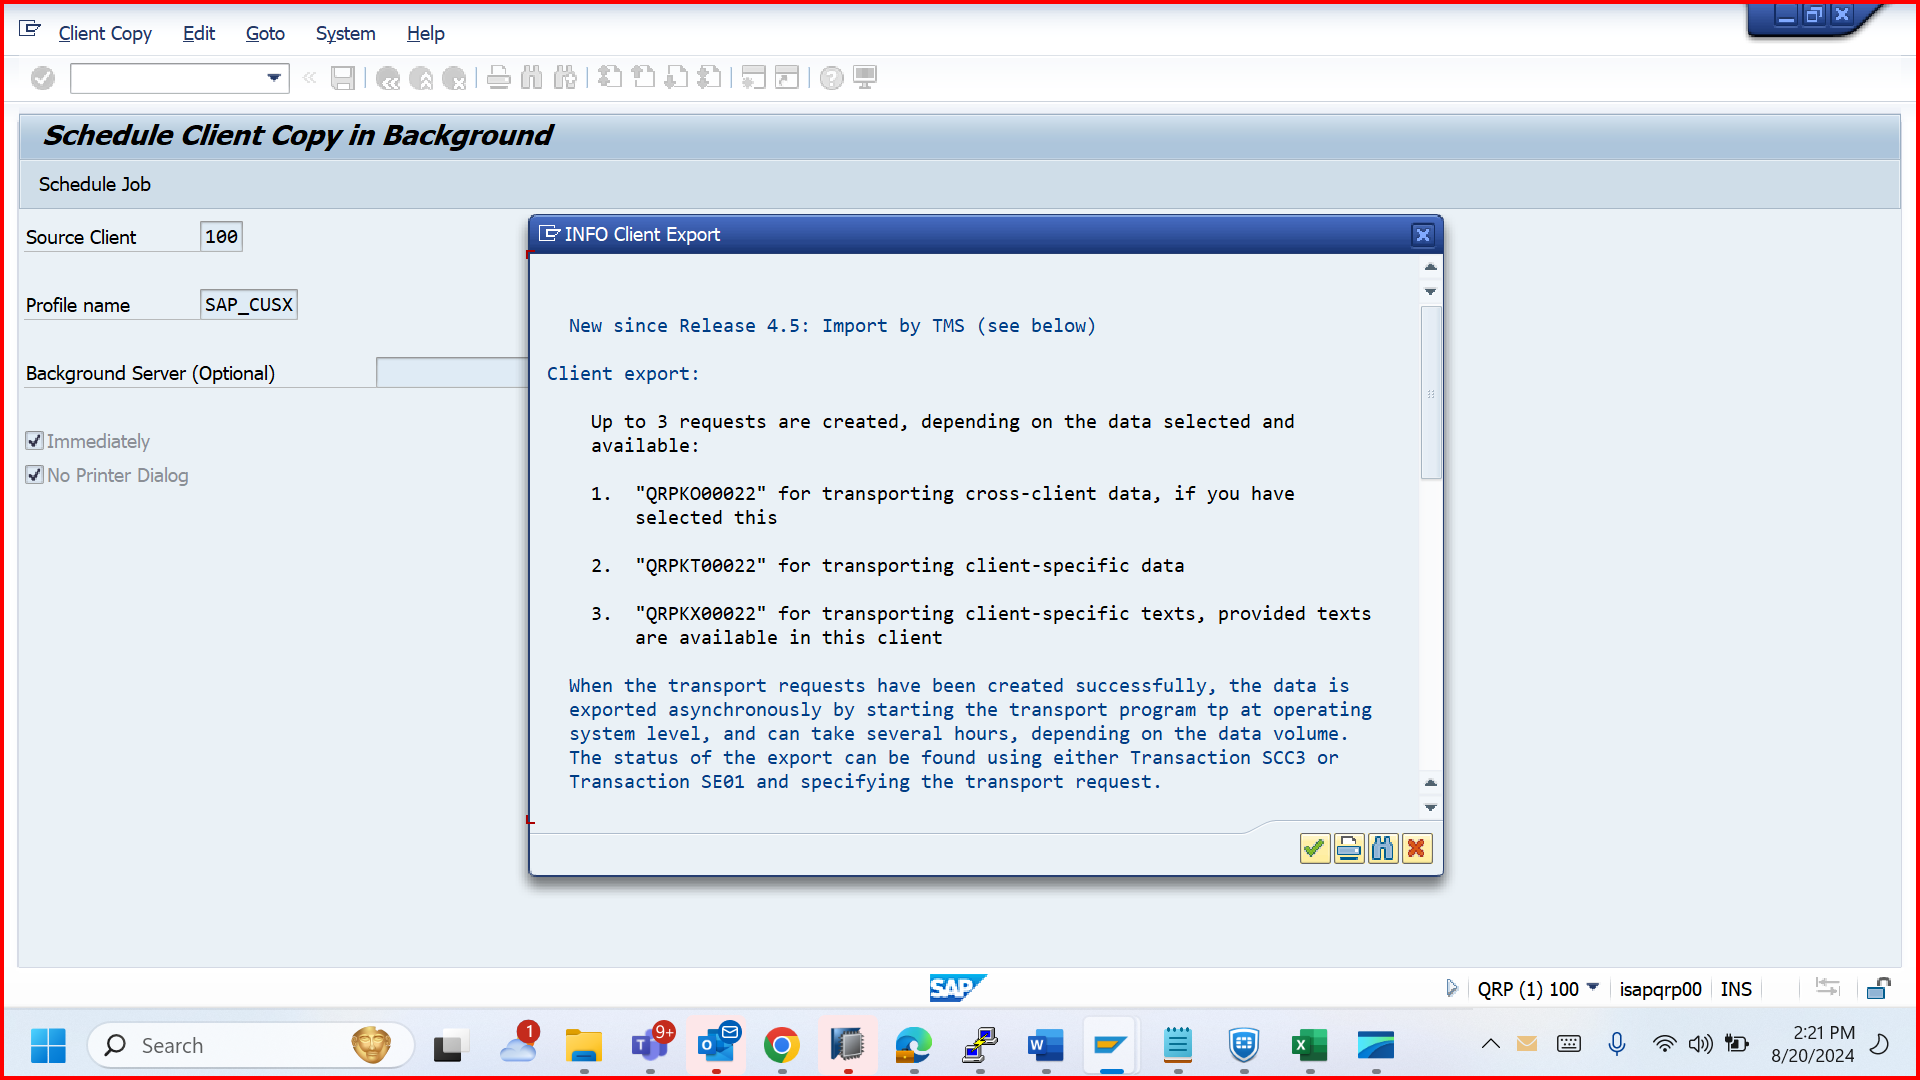 Client Copy Edit Goto System Help
Schedule Client Copy in Background
Schedule Job
Source Client 100
Profile name SAP_CUSX
Background Server (Optional)
Immediately
No Printer Dialog
INFO Client Export
New since Release 4.5: Import by TMS (see below)
Client export:
Up to 3 requests are created, depending on the data selected and
available:
1. "QRPKO00022" for transporting cross-client data, if you have
selected this
2. "QRPKT00022" for transporting client-specific data
3. "QRPKX00022" for transporting client-specific texts, provided texts
are available in this client
When the transport requests have been created successfully, the data is
exported asynchronously by starting the transport program tp at operating
system level, and can take several hours, depending on the data volume.
The status of the export can be found using either Transaction SCC3 or
Transaction SE01 and specifying the transport request.
SAP
QRP (1) 100 isapqrp00 INS
Search
1
9+
T
O
W
X
2:21 PM
8/20/2024